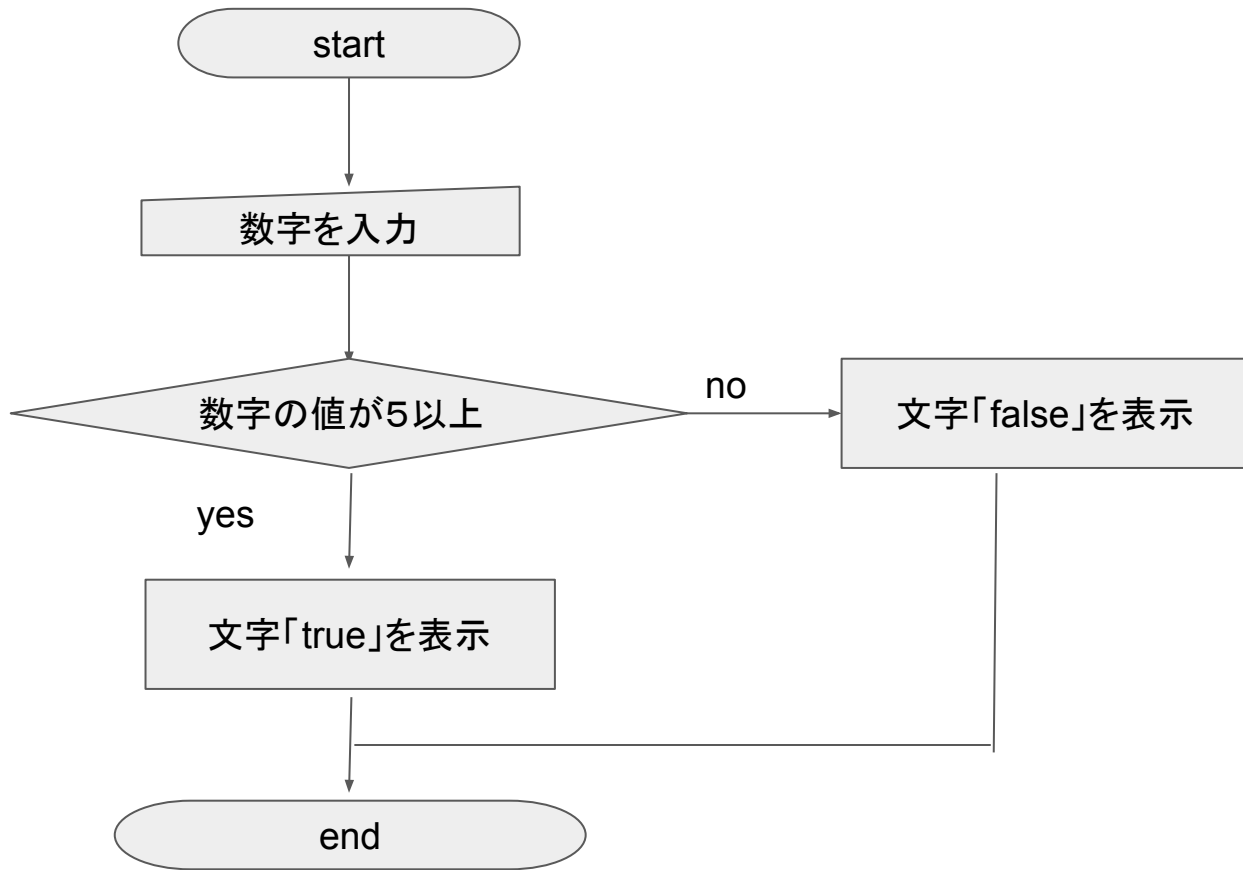 start
数字を入力
数字の値が５以上
no
文字｢false｣を表示
yes
文字｢true｣を表示
end